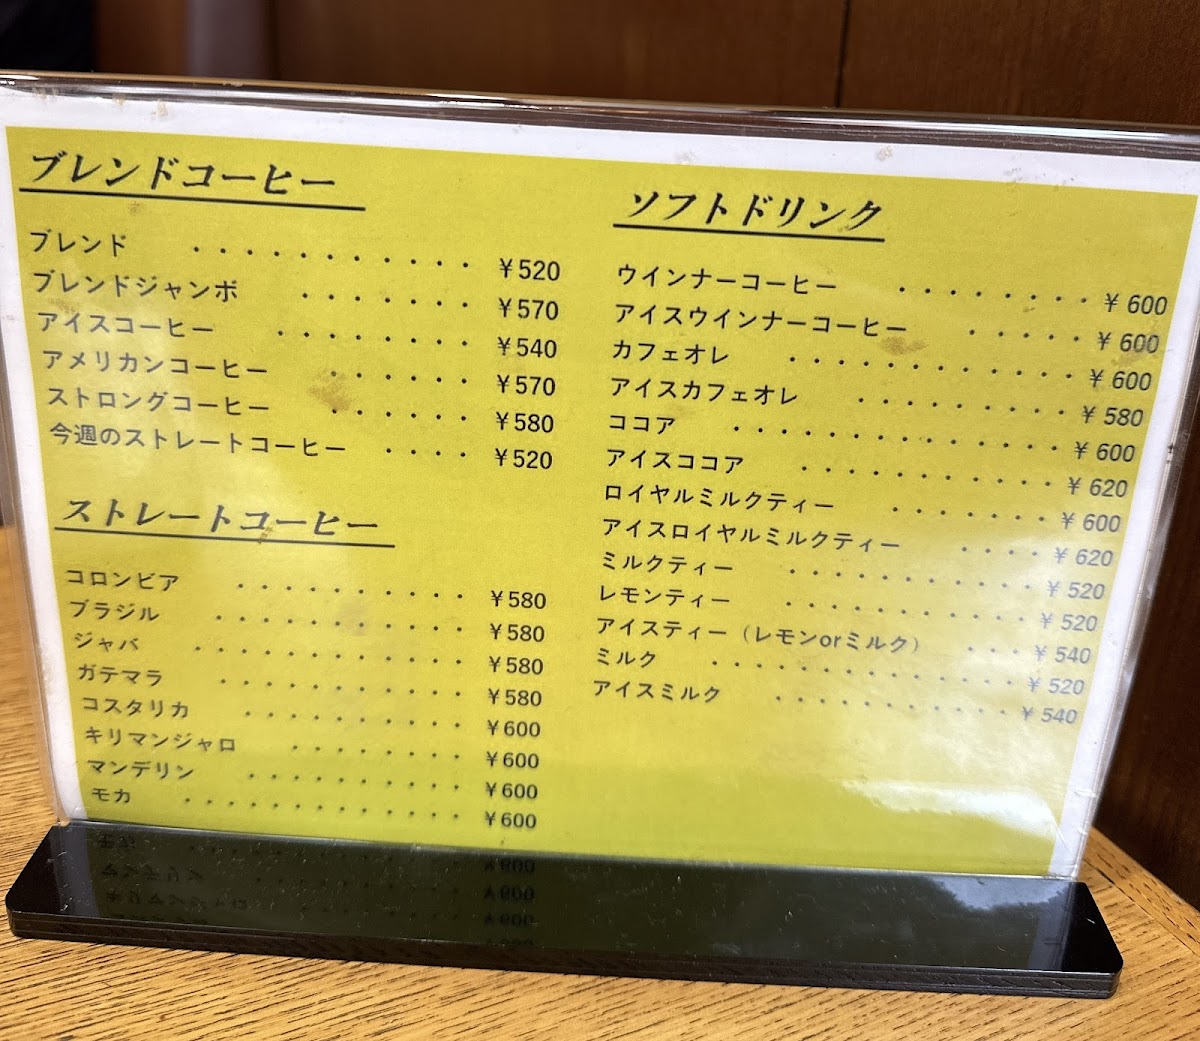 ブレンドコーヒー
ブレンド ・・・・・・・・・・・ ¥520
ブレンドジャンボ ・・・・・・・ ¥570
アイスコーヒー ・・・・・・・・ ¥540
アメリカンコーヒー ・・・・・・ ¥570
ストロングコーヒー ・・・・・・ ¥580
今週のストレートコーヒー ・・・・ ¥520
ストレートコーヒー
コロンビア ・・・・・・・・・・ ¥580
ブラジル ・・・・・・・・・・・ ¥580
ジャバ ・・・・・・・・・・・・ ¥580
ガテマラ ・・・・・・・・・・・ ¥580
コスタリカ ・・・・・・・・・・ ¥600
キリマンジャロ ・・・・・・・・ ¥600
マンデリン ・・・・・・・・・・ ¥600
モカ ・・・・・・・・・・・・・ ¥600
ソフトドリンク
ウインナーコーヒー ・・・・・・・・ ¥600
アイスウインナーコーヒー ・・・・・ ¥600
カフェオレ ・・・・・・・・・・・・ ¥600
アイスカフェオレ ・・・・・・・・・ ¥580
ココア ・・・・・・・・・・・・・・ ¥600
アイスココア ・・・・・・・・・・・ ¥620
ロイヤルミルクティー ・・・・・・・ ¥600
アイスロイヤルミルクティー ・・・・ ¥620
ミルクティー ・・・・・・・・・・・ ¥520
レモンティー ・・・・・・・・・・・ ¥520
アイスティー（レモンorミルク） ・・・ ¥540
ミルク ・・・・・・・・・・・・・ ¥520
アイスミルク ・・・・・・・・・・・ ¥540